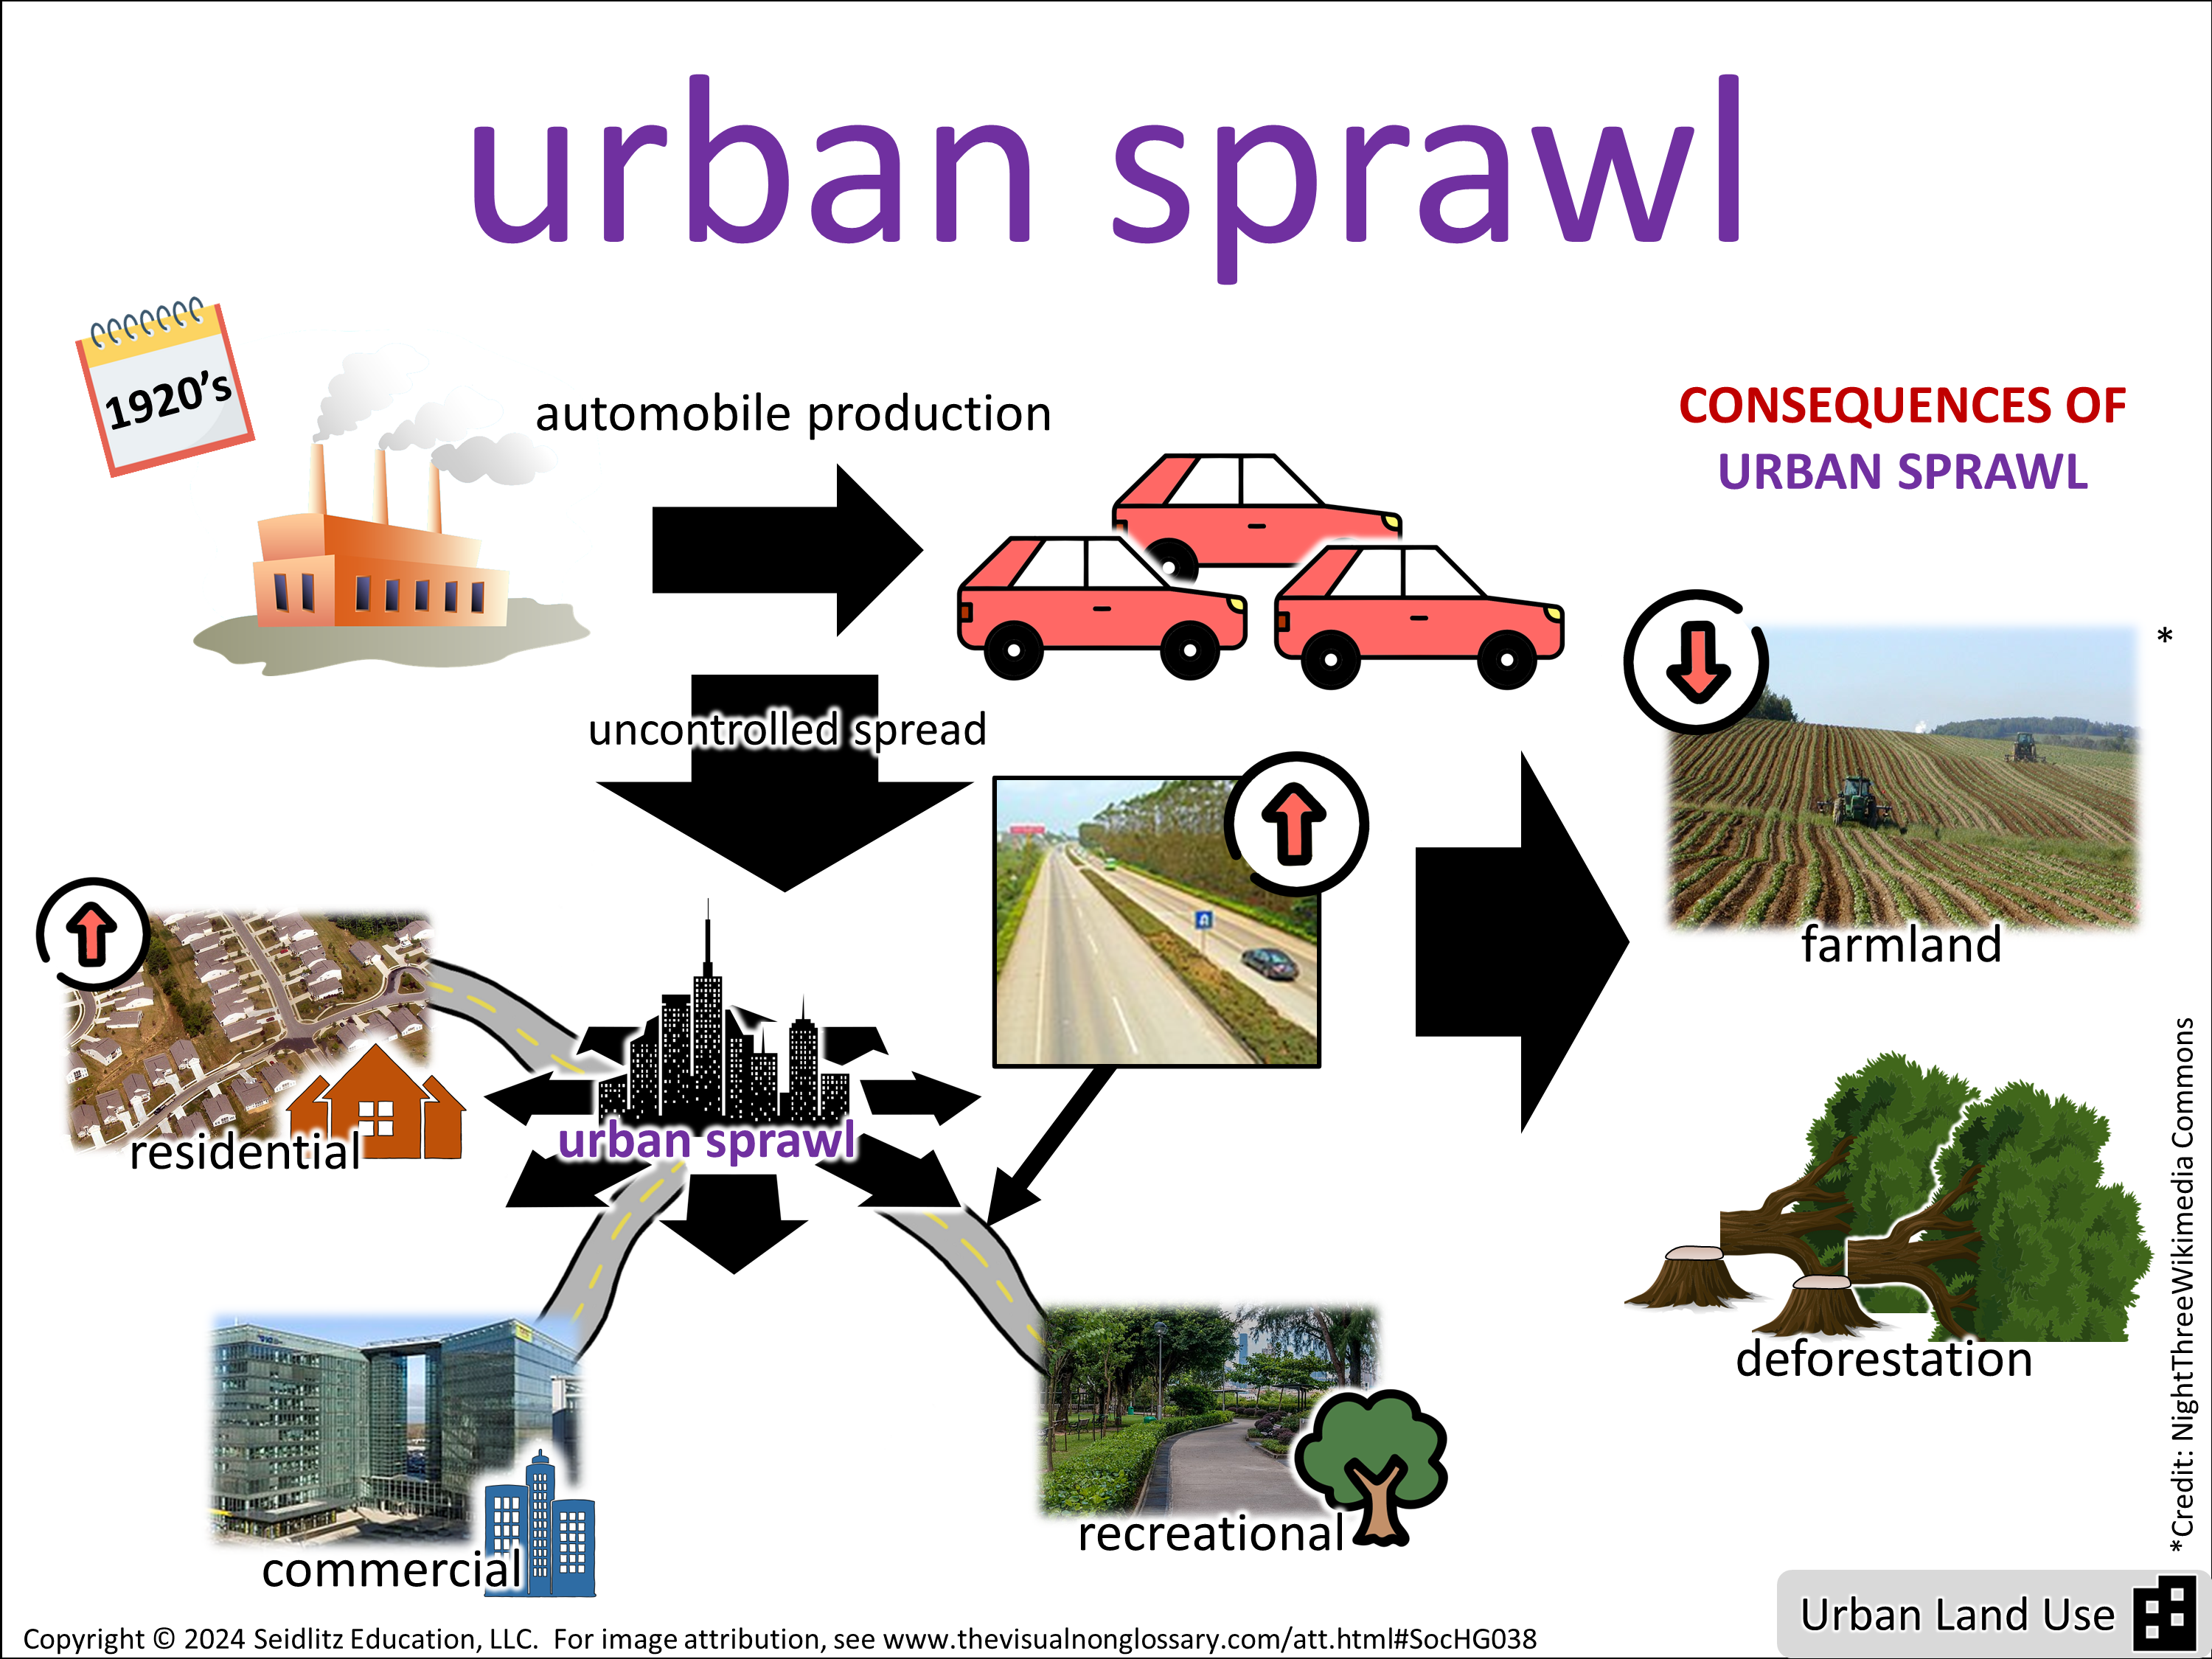 urban sprawl
1920's
automobile production
CONSEQUENCES OF
URBAN SPRAWL
uncontrolled spread
*
farmland
residential
urban sprawl
deforestation
commercial
recreational
*Credit: NightThreeWikimedia Commons
Urban Land Use
Copyright © 2024 Seidlitz Education, LLC.  For image attribution, see www.thevisualnonglossary.com/att.html#SocHG038